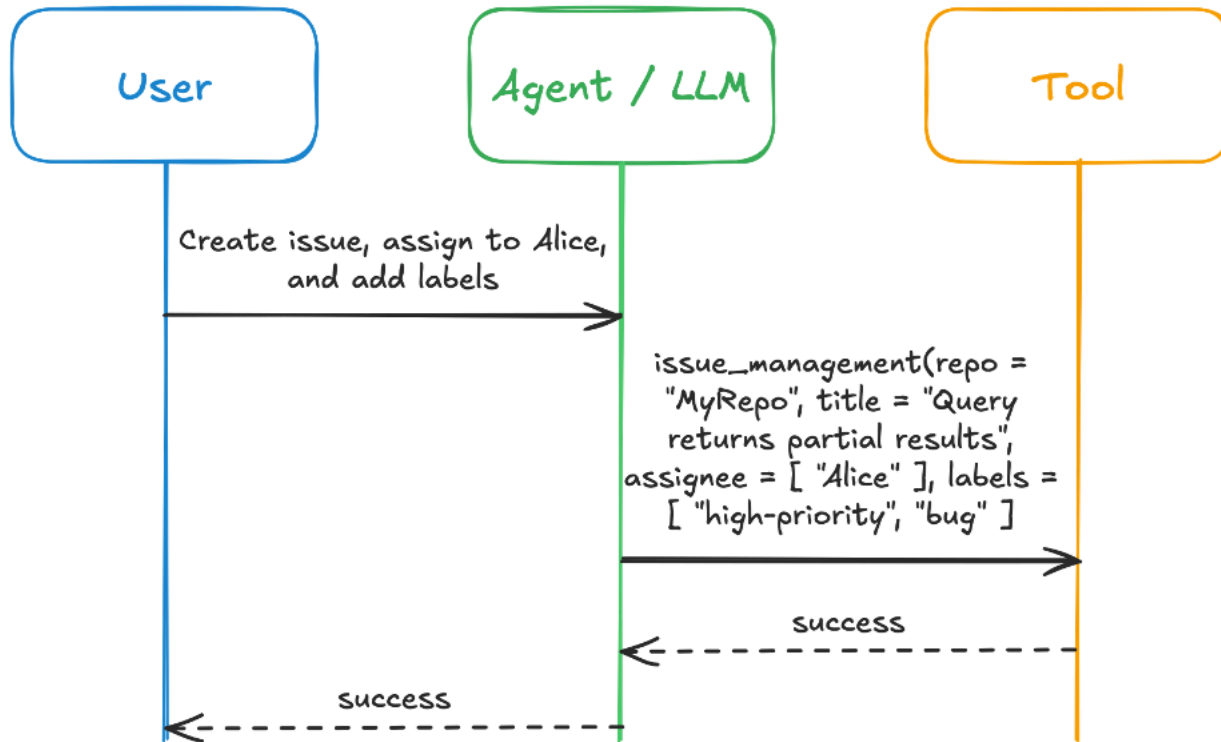 User
Agent / LLM
Tool
Create issue, assign to Alice,
and add labels
issue_management(repo =
"MyRepo", title = "Query
returns partial results",
assignee = [ "Alice" ], labels =
[ "high-priority", "bug" ]
success
success